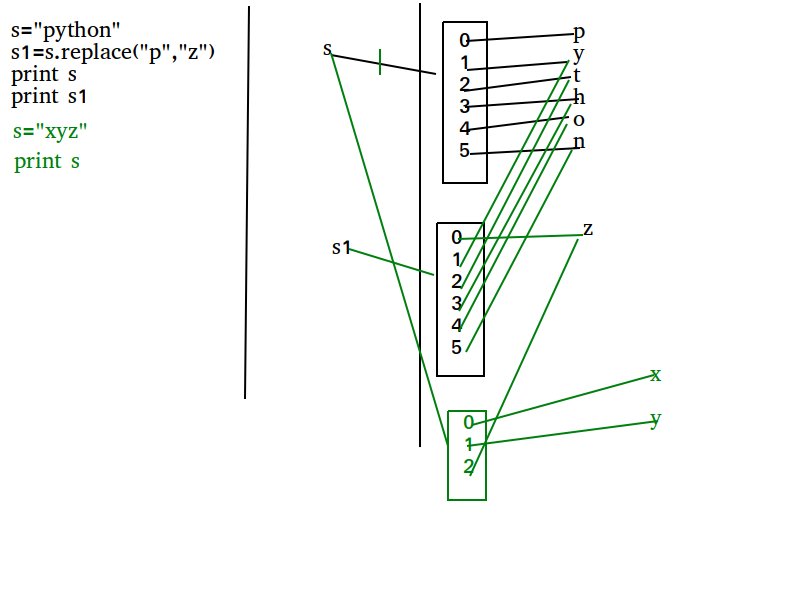 s="python"
s1=s.replace("p","z")
print s
print s1
s="xyz"
print s
s
0
1
2
3
4
5
p
y
t
h
o
n
s1
0
1
2
3
4
5
z
0
1
2
x
y